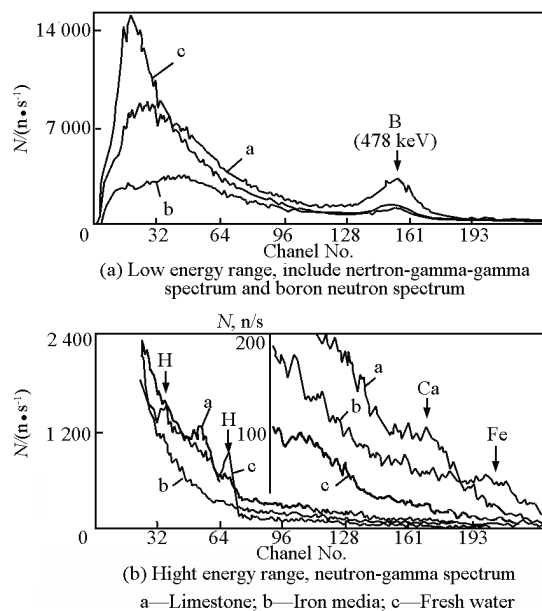 14 000
7 000
0
N/(n•s⁻¹)
c
a
b
B
(478 keV)
32 64 96 128 161 193
Chanel No.
(a) Low energy range, include nertron-gamma-gamma
spectrum and boron neutron spectrum
2 400
1 200
0
N/(n•s⁻¹)
N, n/s
200
100
H
a
H
c
b
a
b
c
Ca
Fe
32 64 96 128 161 193
Chanel No.
(b) Hight energy range, neutron-gamma spectrum
a—Limestone; b—Iron media; c—Fresh water